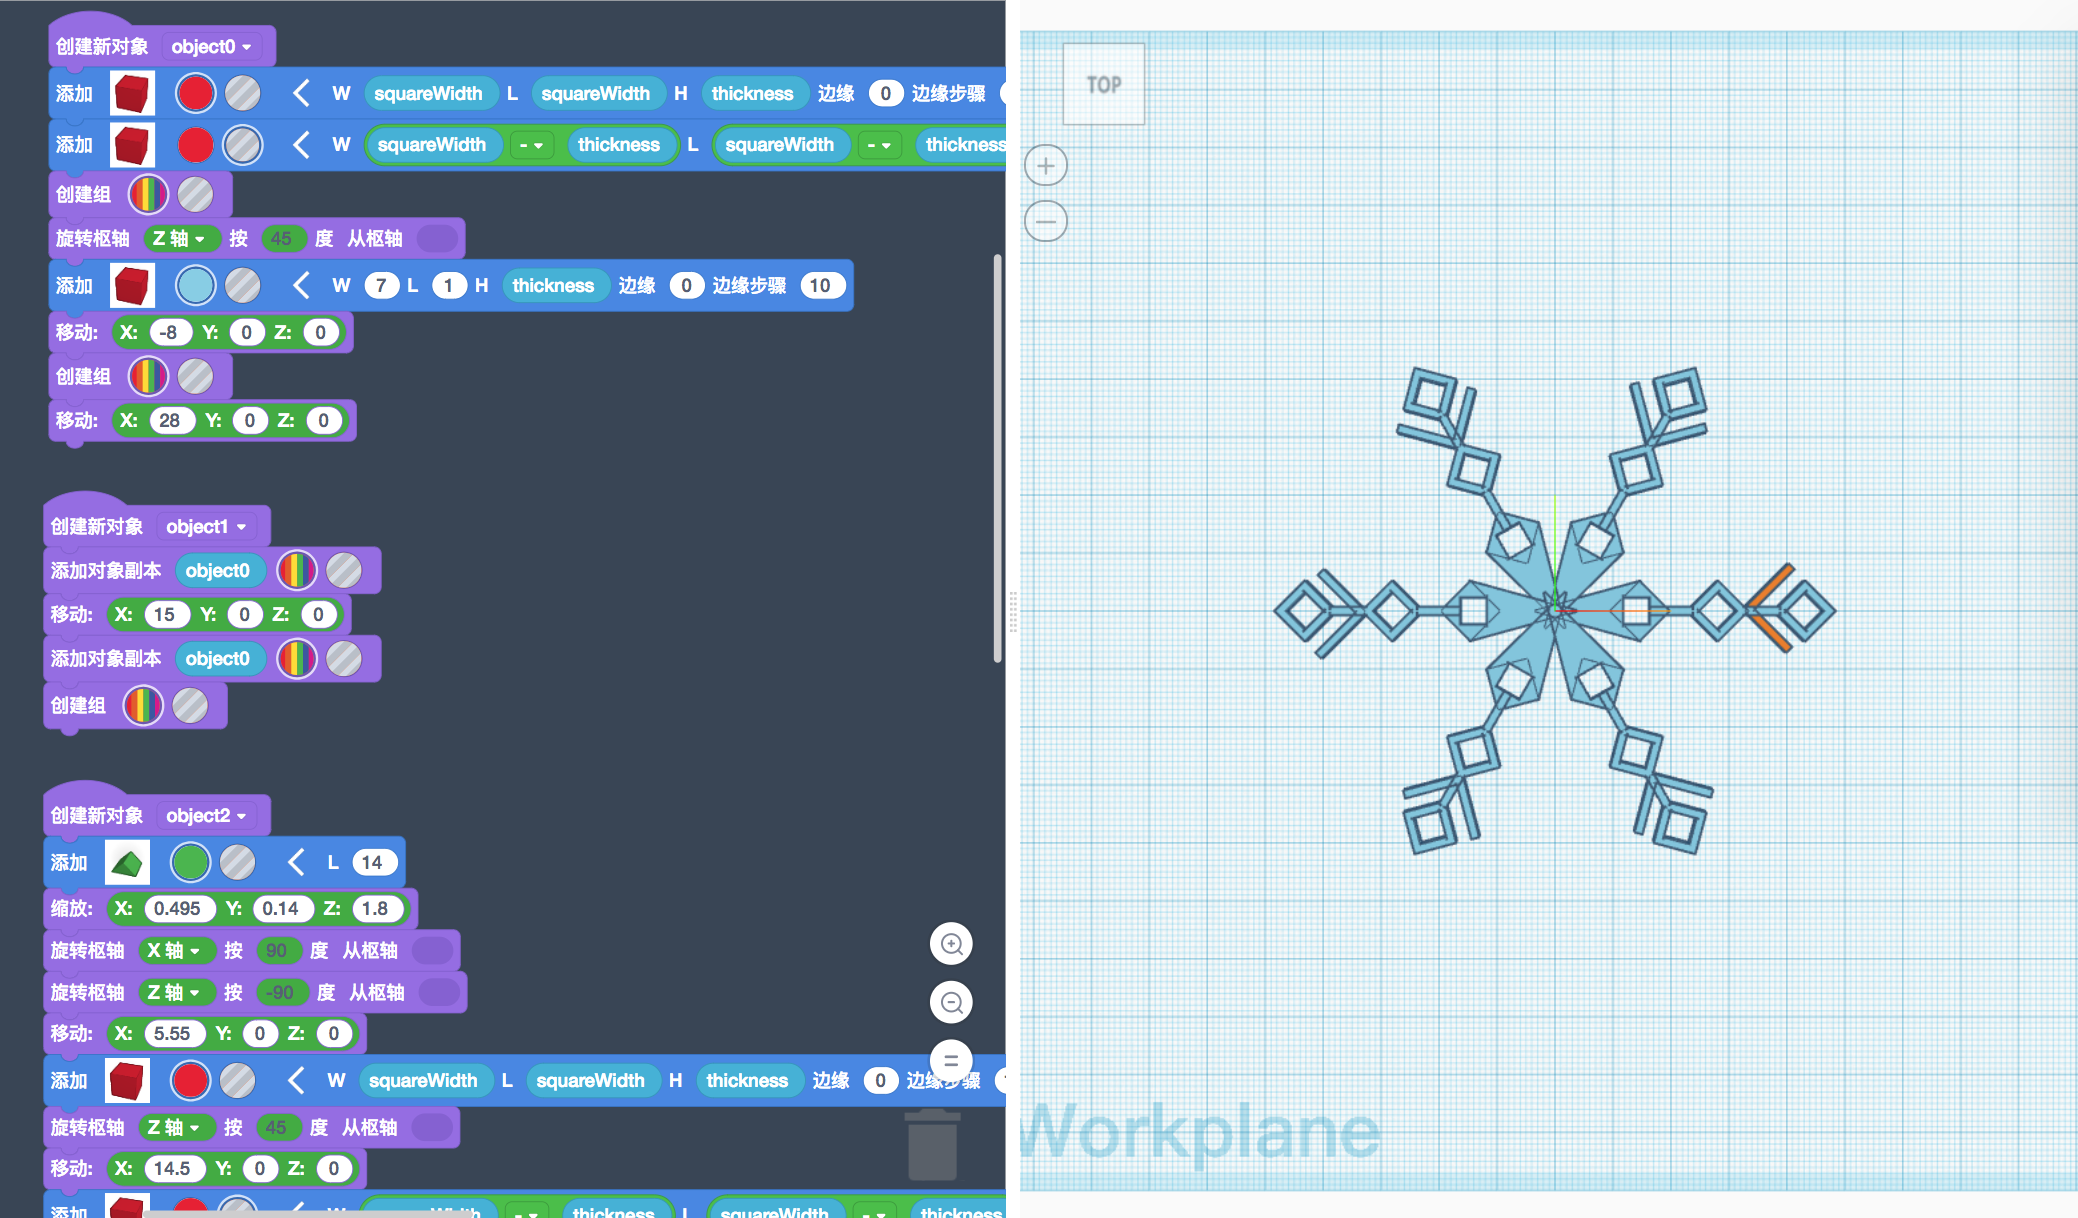 创建新对象 object0
添加 W squareWidth L squareWidth H thickness 边缘 0 边缘步骤
添加 W squareWidth - thickness L squareWidth - thickness
创建组
旋转枢轴 Z 轴 按 45 度 从枢轴
添加 W 7 L 1 H thickness 边缘 0 边缘步骤 10
移动: X: -8 Y: 0 Z: 0
创建组
移动: X: 28 Y: 0 Z: 0
创建新对象 object1
添加对象副本 object0
移动: X: 15 Y: 0 Z: 0
添加对象副本 object0
创建组
创建新对象 object2
添加 L 14
缩放: X: 0.495 Y: 0.14 Z: 1.8
旋转枢轴 X 轴 按 90 度 从枢轴
旋转枢轴 Z 轴 按 -90 度 从枢轴
移动: X: 5.55 Y: 0 Z: 0
添加 W squareWidth L squareWidth H thickness 边缘 0 边缘步骤
旋转枢轴 Z 轴 按 45 度 从枢轴
移动: X: 14.5 Y: 0 Z: 0
添加 W squareWidth - thickness L squareWidth - thickness
TOP
Workplane